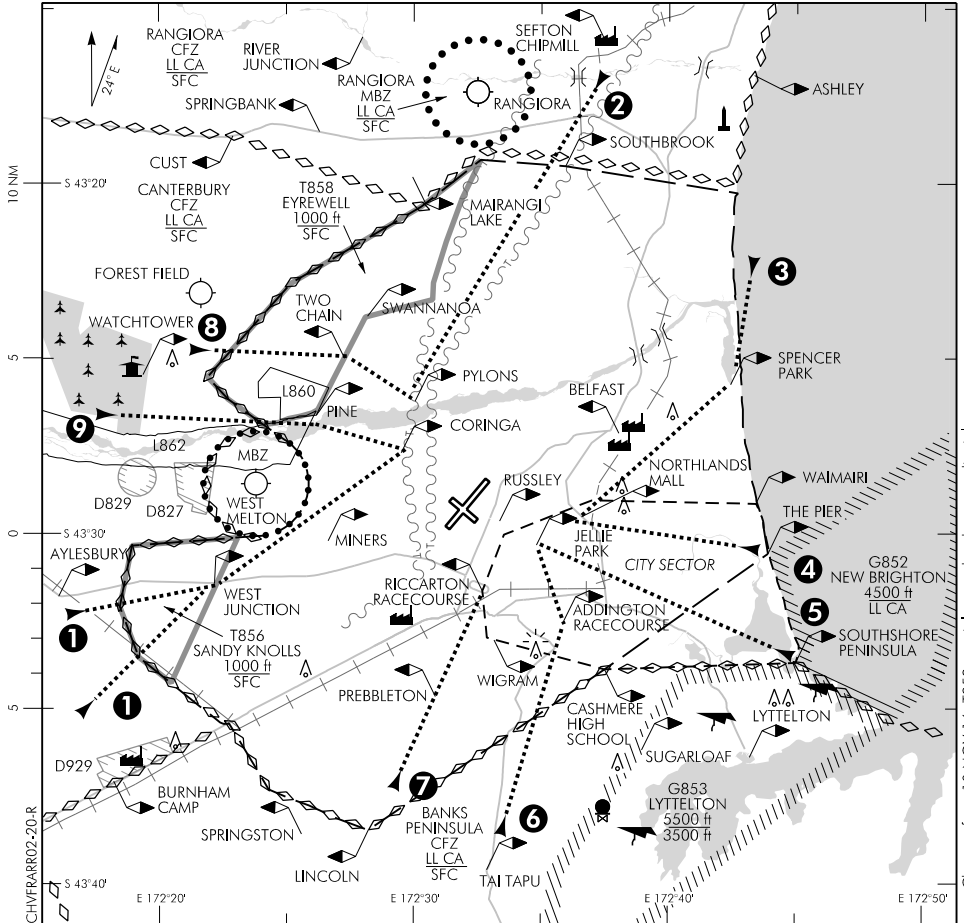 RANGIORA
CFZ
LL CA
SFC
24°E
RIVER
JUNCTION
SEFTON
CHIPMILL
RANGIORA
MBZ
LL CA
SFC
RANGIORA
2
ASHLEY
SPRINGBANK
SOUTHBROOK
CUST
10 NM
S 43°20'
CANTERBURY
CFZ
LL CA
SFC
T858
EYREWELL
1000 ft
SFC
MAIRANGI
LAKE
3
FOREST FIELD
TWO
CHAIN
SWANNANOA
WATCHTOWER
8
5
SPENCER
PARK
PYLONS
L860
PINE
BELFAST
9
CORINGA
L862
MBZ
WEST
MELTON
D829
D827
RUSSLEY
NORTHLANDS
MALL
WAIMAIRI
THE PIER
0
S 43°30'
MINERS
JELLIE
PARK
CITY SECTOR
4
G852
NEW BRIGHTON
4500 ft
LL CA
AYLESBURY
WEST
JUNCTION
RICCARTON
RACECOURSE
ADDINGTON
RACECOURSE
5
SOUTHSHORE
PENINSULA
1
T856
SANDY KNOLLS
1000 ft
SFC
WIGRAM
PREBBLETON
CASHMERE
HIGH
SCHOOL
LYTTELTON
5
1
SUGARLOAF
D929
BURNHAM
CAMP
7
6
G853
LYTTELTON
5500 ft
3500 ft
BANKS
PENINSULA
CFZ
LL CA
SFC
SPRINGSTON
LINCOLN
TAI TAPU
S 43°40'
E 172°20'
E 172°30'
E 172°40'
E 172°50'
CHVFRARR02-20-R